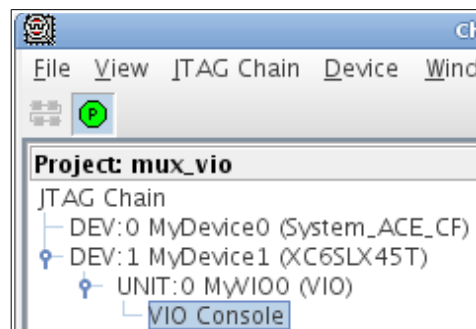 Ch
File View JTAG Chain Device Wind
P
Project: mux_vio
JTAG Chain
DEV:0 MyDevice0 (System_ACE_CF)
DEV:1 MyDevice1 (XC6SLX45T)
UNIT:0 MyVIO0 (VIO)
VIO Console